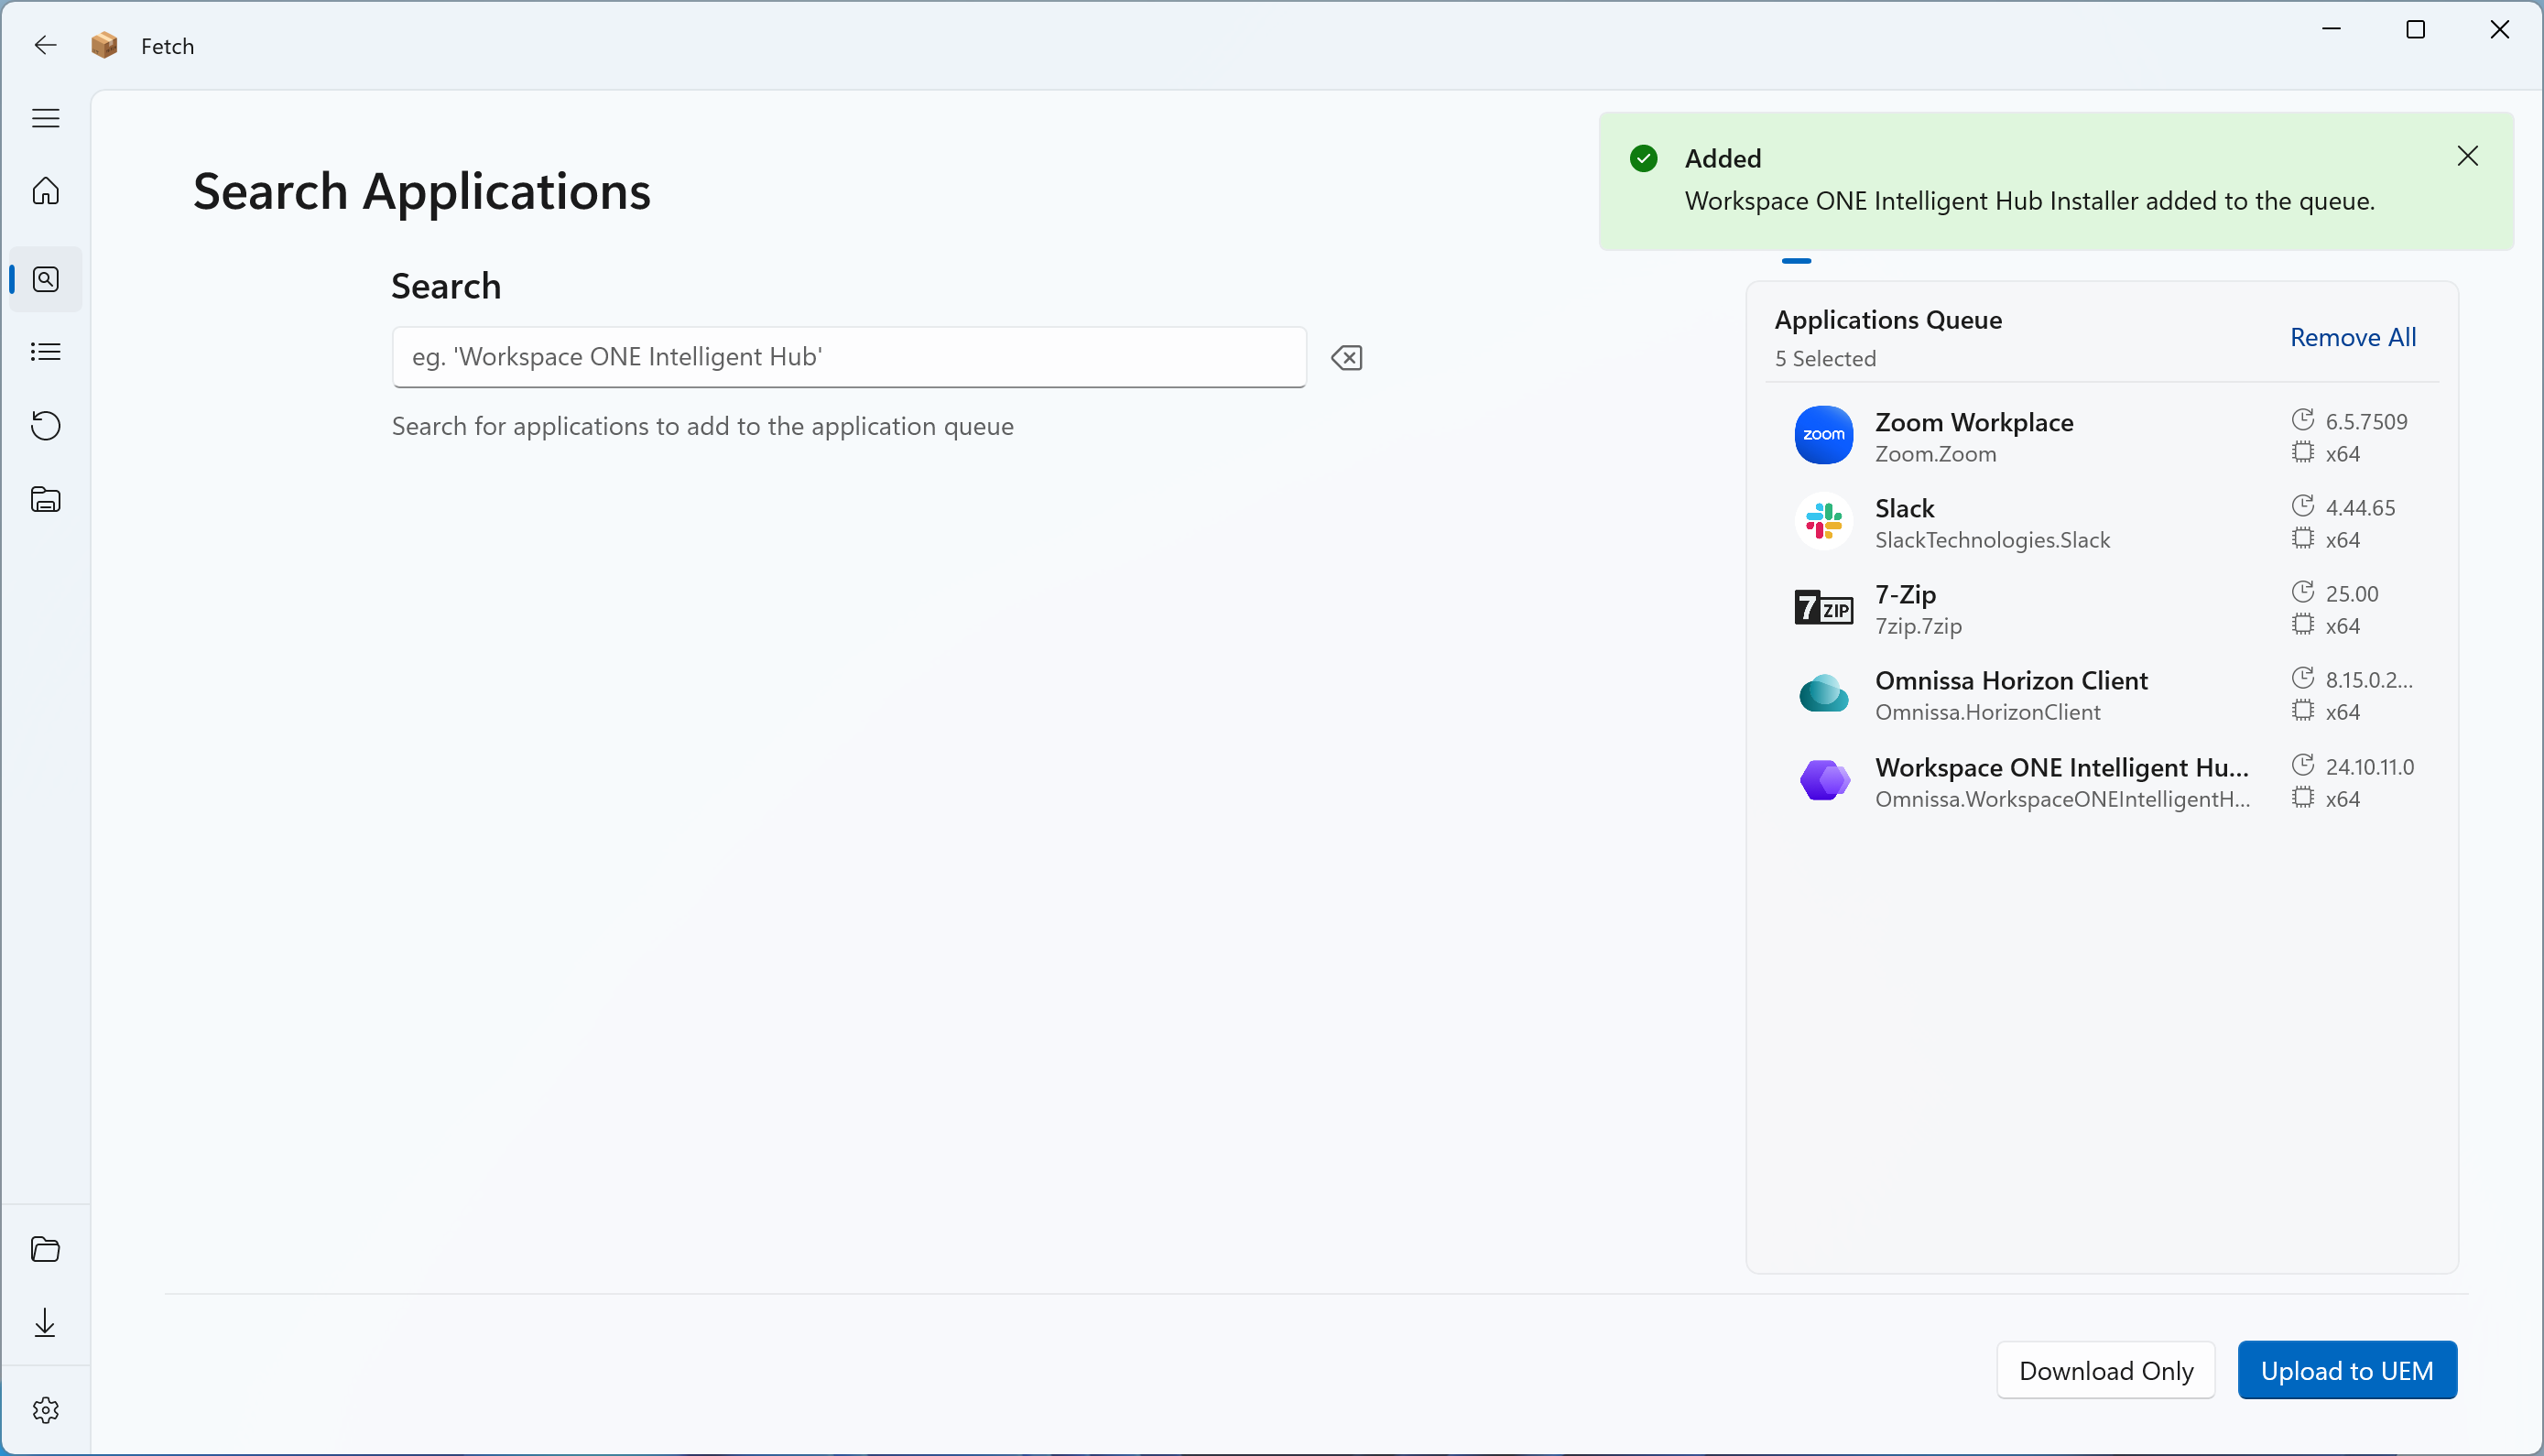 Fetch
Search Applications
Added
Workspace ONE Intelligent Hub Installer added to the queue.
Search
eg. 'Workspace ONE Intelligent Hub'
Search for applications to add to the application queue
Applications Queue
5 Selected
Remove All
zoom
Zoom Workplace
6.5.7509
Zoom.Zoom
x64
Slack
4.44.65
SlackTechnologies.Slack
x64
7 ZIP
7-Zip
25.00
7zip.7zip
x64
Omnissa Horizon Client
8.15.0.2...
Omnissa.HorizonClient
x64
Workspace ONE Intelligent Hu...
24.10.11.0
Omnissa.WorkspaceONEIntelligentH...
x64
Download Only
Upload to UEM